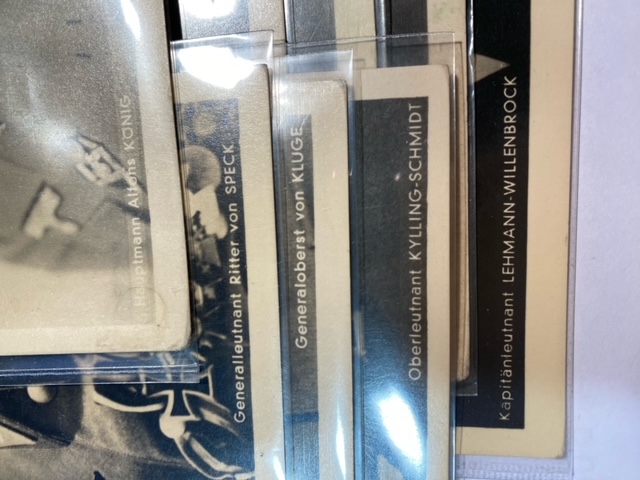 Hauptmann Alfons KÖNIG
Generalleutnant Ritter von SPECK
Generaloberst von KLUGE
Oberleutnant KYLLING-SCHMIDT
Kapitänleutnant LEHMANN-WILLENBROCK